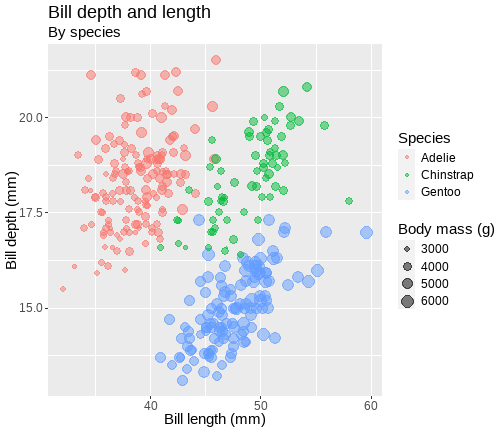 Bill depth and length
By species
Bill depth (mm)
20.0
17.5
15.0
40
50
60
Bill length (mm)
Species
Adelie
Chinstrap
Gentoo
Body mass (g)
3000
4000
5000
6000